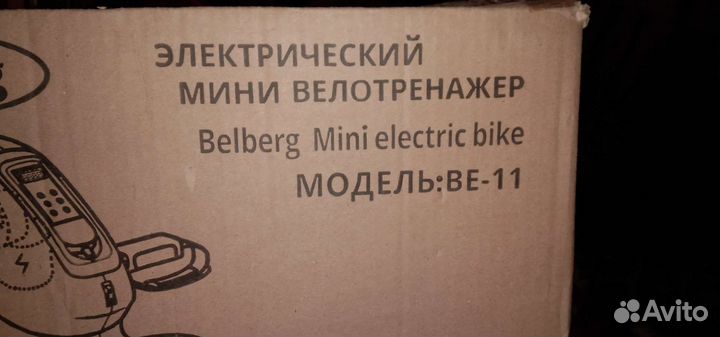 ЭЛЕКТРИЧЕСКИЙ
МИНИ ВЕЛОТРЕНАЖЕР
Belberg Mini electric bike
МОДЕЛЬ:BE-11
Avito